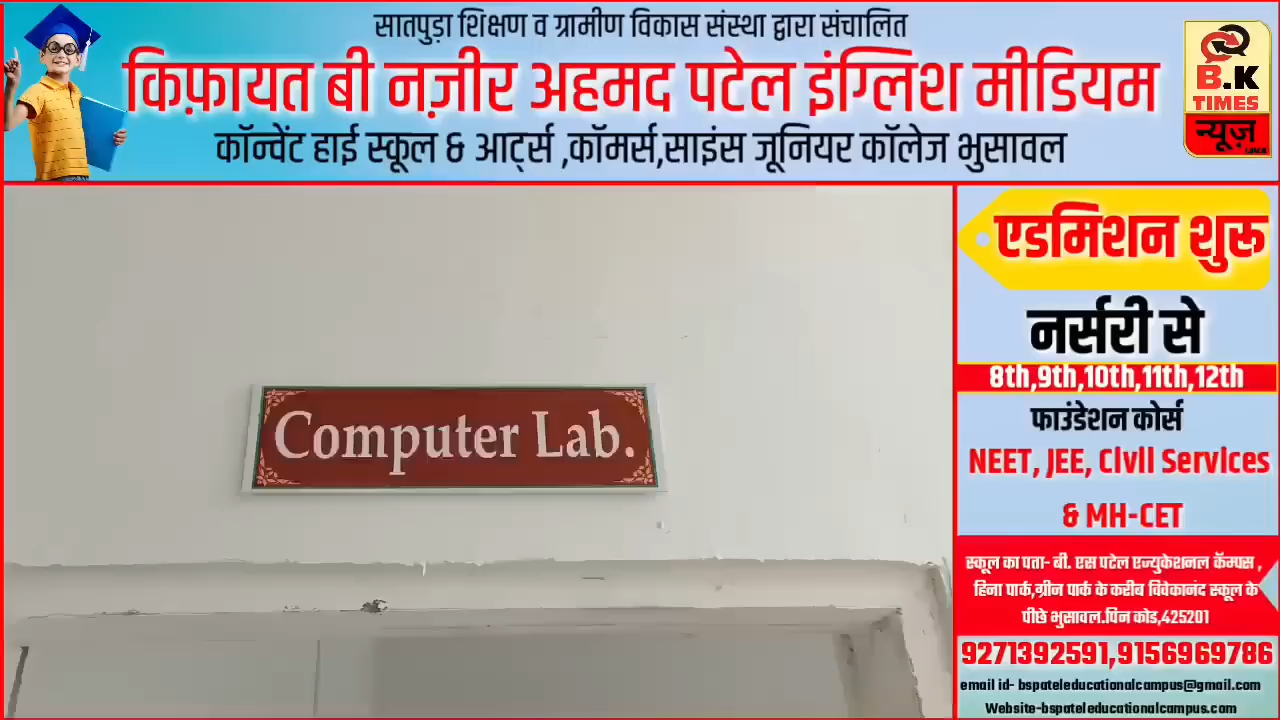 सातपुड़ा शिक्षण व ग्रामीण विकास संस्था द्वारा संचालित
किफ़ायत बी नज़ीर अहमद पटेल इंग्लिश मीडियम
कॉन्वेंट हाई स्कूल & आर्ट्स ,कॉमर्स,साइंस जूनियर कॉलेज भुसावल
B.K
TIMES
न्यूज़
Computer Lab.
एडमिशन शुरू
नर्सरी से
8th,9th,10th,11th,12th
फाउंडेशन कोर्स
NEET, JEE, Civil Services
& MH-CET
स्कूल का पता- बी. एस पटेल एज्युकेशनल कॅम्पस ,
हिना पार्क,ग्रीन पार्क के करीब विवेकानंद स्कूल के
पीछे भुसावल.पिन कोड,425201
9271392591,9156969786
email id- bspateleducationalcampus@gmail.com
Website-bspateleducationalcampus.com